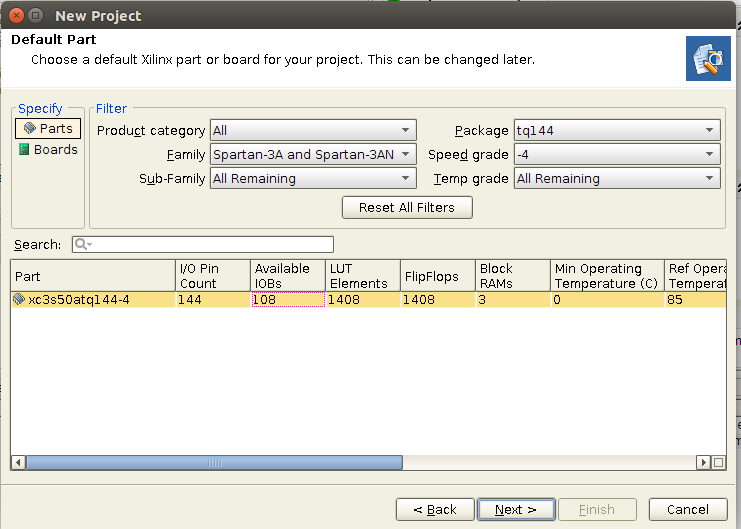 New Project
Default Part
Choose a default Xilinx part or board for your project. This can be changed later.
Specify
Parts
Boards
Filter
Product category All
Package tq144
Family Spartan-3A and Spartan-3AN
Speed grade -4
Sub-Family All Remaining
Temp grade All Remaining
Reset All Filters
Search:
Part I/O Pin Count Available IOBs LUT Elements FlipFlops Block RAMs Min Operating Temperature (C) Ref
xc3s50atq144-4 144 108 1408 1408 3 0 85
< Back Next > Finish Cancel